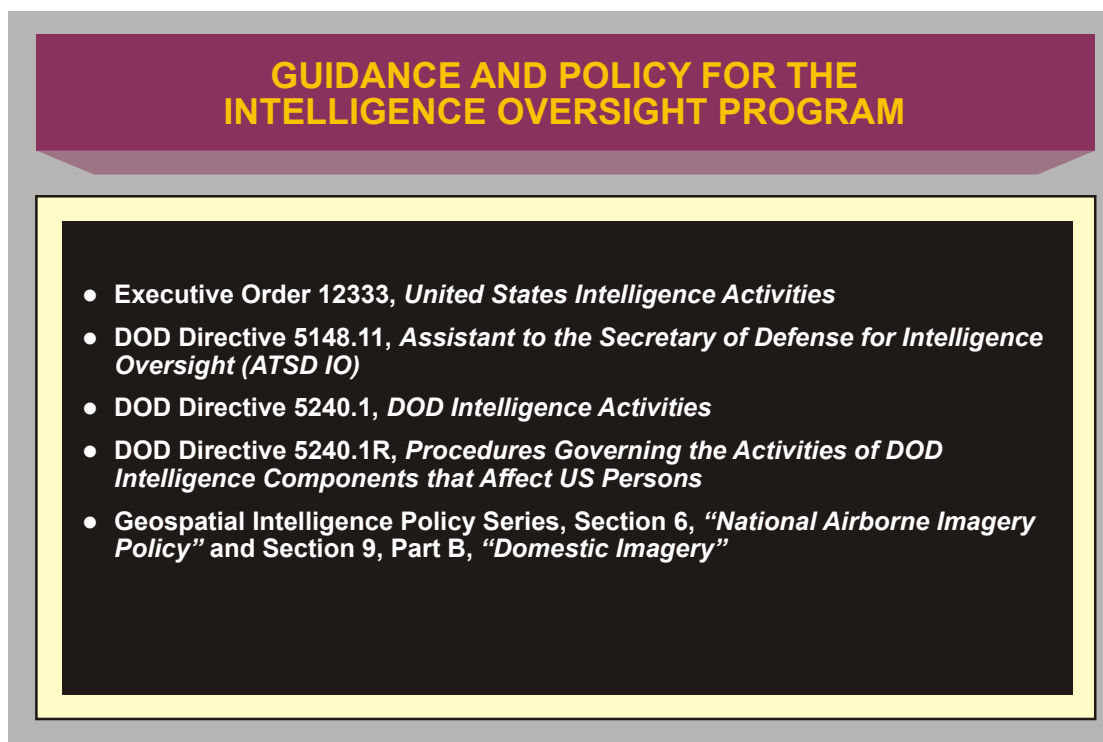 GUIDANCE AND POLICY FOR THE
INTELLIGENCE OVERSIGHT PROGRAM
● Executive Order 12333, United States Intelligence Activities
● DOD Directive 5148.11, Assistant to the Secretary of Defense for Intelligence
Oversight (ATSD IO)
● DOD Directive 5240.1, DOD Intelligence Activities
● DOD Directive 5240.1R, Procedures Governing the Activities of DOD
Intelligence Components that Affect US Persons
● Geospatial Intelligence Policy Series, Section 6, “National Airborne Imagery
Policy” and Section 9, Part B, “Domestic Imagery”